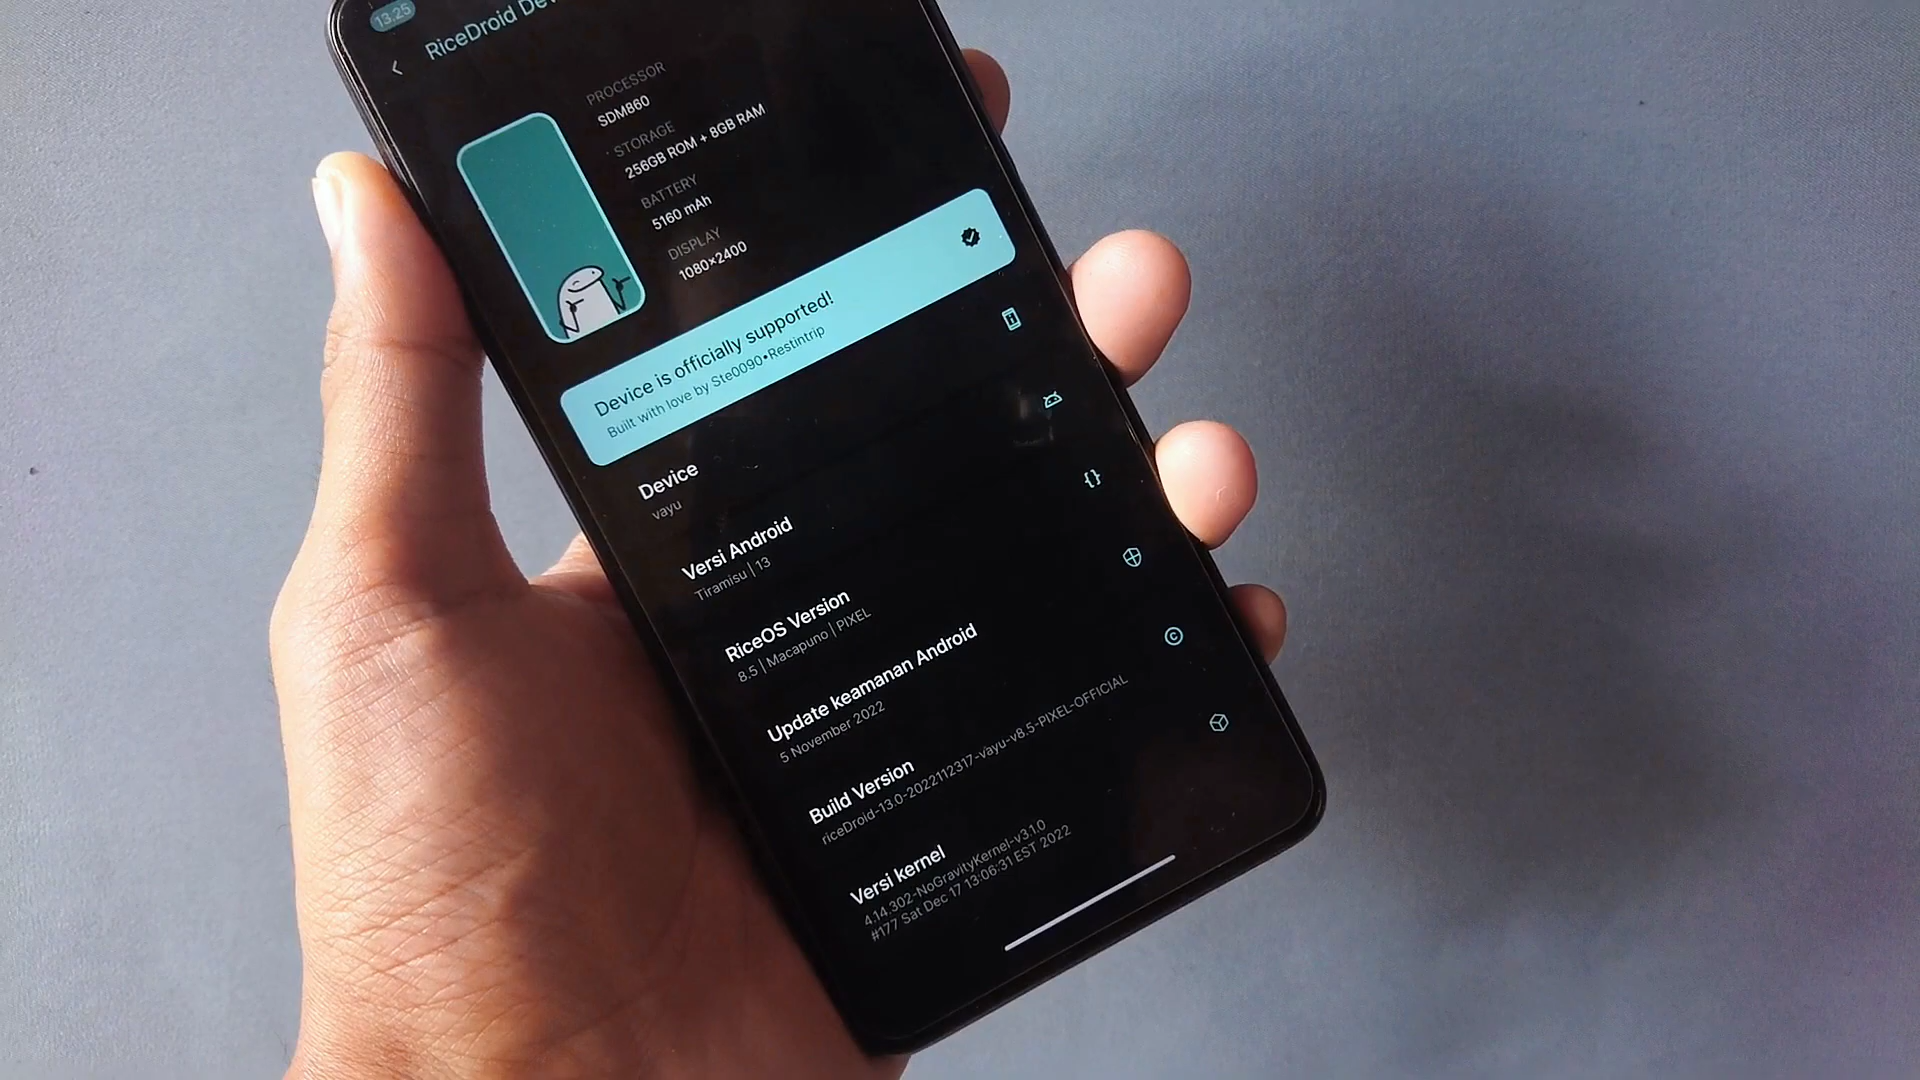 13.25
RiceDroid Dev
PROCESSOR
SDM860
STORAGE
256GB ROM + 8GB RAM
BATTERY
5160 mAh
DISPLAY
1080×2400
Device is officially supported!
Built with love by Ste0090•Restintrip
Device
vayu
Versi Android
Tiramisu | 13
RiceOS Version
8.5 | Macapuno | PIXEL
Update keamanan Android
5 November 2022
Build Version
riceDroid-13.0-2022112317-vayu-v8.5-PIXEL-OFFICIAL
Versi kernel
4.14.302-NoGravityKernel-v3.1.0
#177 Sat Dec 17 13:06:31 EST 2022